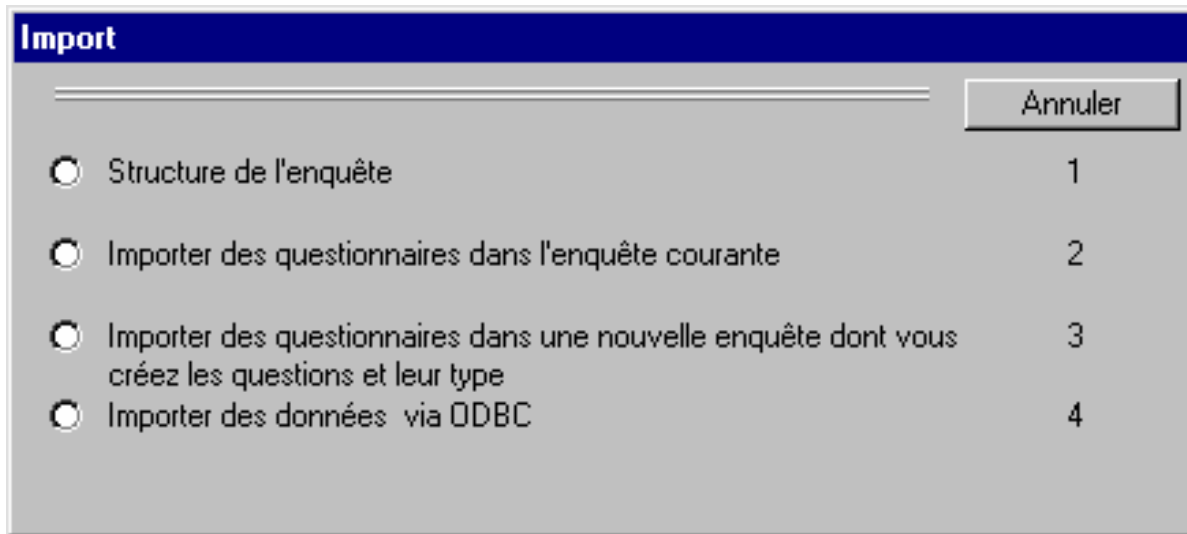 Import
Annuler
Structure de l'enquête 1
Importer des questionnaires dans l'enquête courante 2
Importer des questionnaires dans une nouvelle enquête dont vous 3
créez les questions et leur type
Importer des données  via ODBC 4